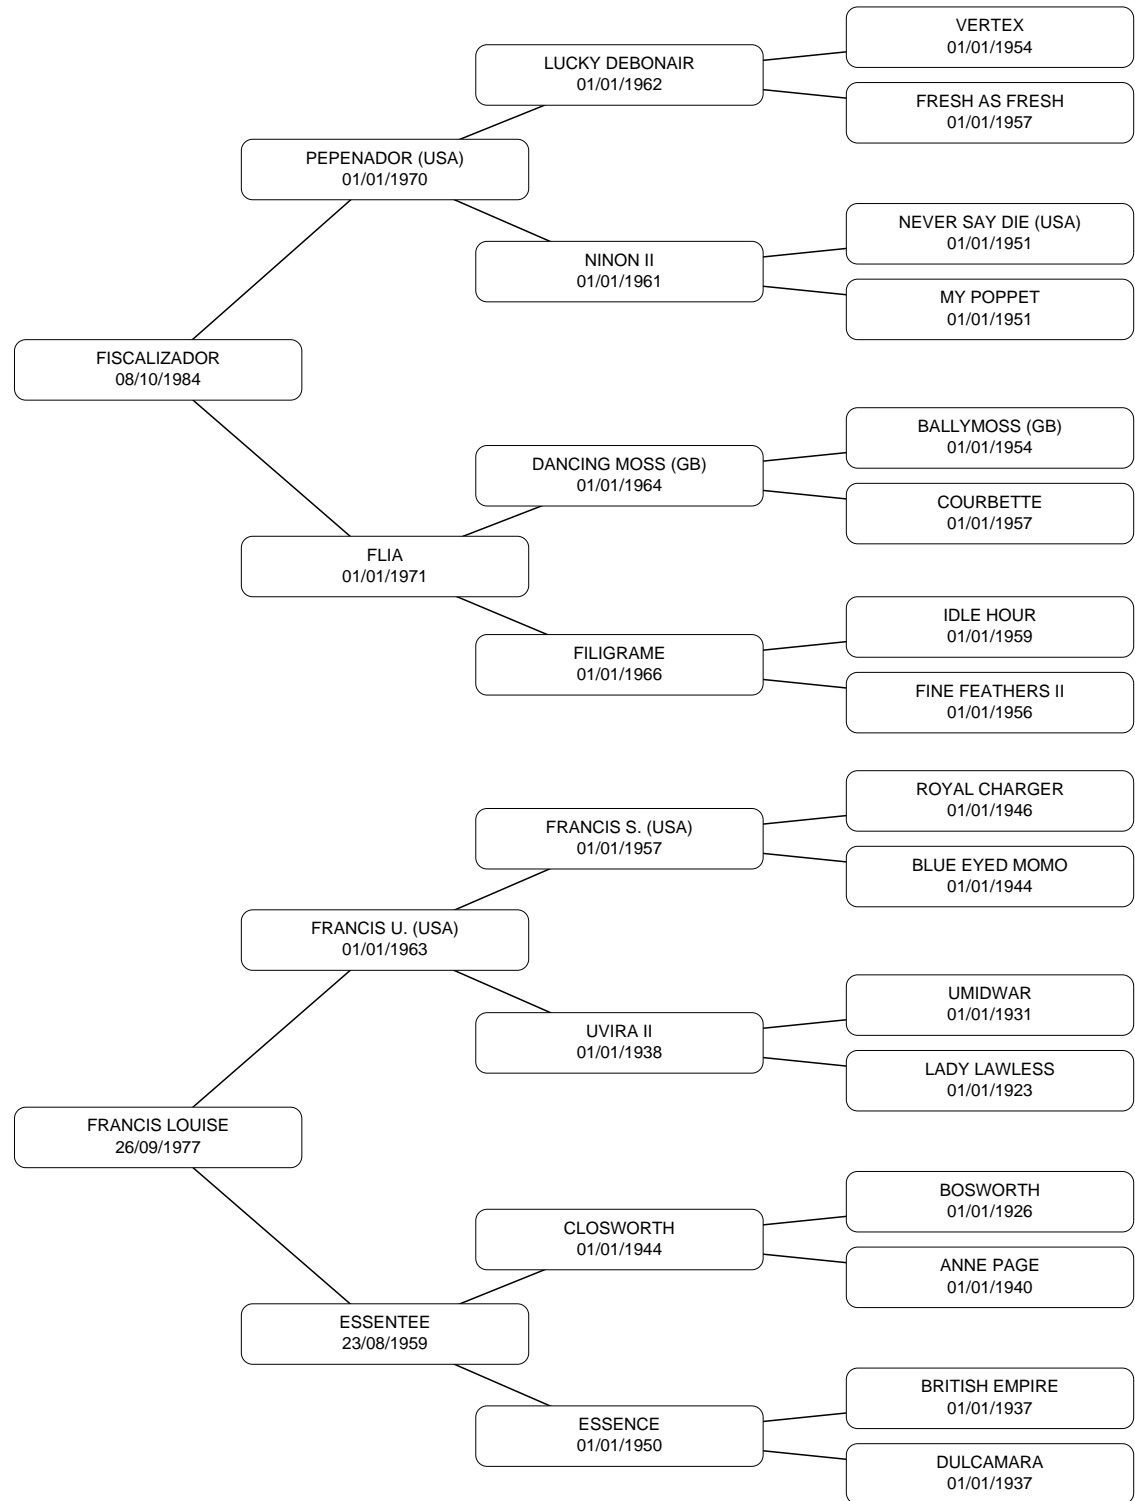 VERTEX
01/01/1954
LUCKY DEBONAIR
01/01/1962
FRESH AS FRESH
01/01/1957
PEPENADOR (USA)
01/01/1970
NEVER SAY DIE (USA)
01/01/1951
NINON II
01/01/1961
MY POPPET
01/01/1951
FISCALIZADOR
08/10/1984
BALLYMOSS (GB)
01/01/1954
DANCING MOSS (GB)
01/01/1964
COURBETTE
01/01/1957
FLIA
01/01/1971
IDLE HOUR
01/01/1959
FILIGRAME
01/01/1966
FINE FEATHERS II
01/01/1956
ROYAL CHARGER
01/01/1946
FRANCIS S. (USA)
01/01/1957
BLUE EYED MOMO
01/01/1944
FRANCIS U. (USA)
01/01/1963
UMIDWAR
01/01/1931
UVIRA II
01/01/1938
LADY LAWLESS
01/01/1923
FRANCIS LOUISE
26/09/1977
BOSWORTH
01/01/1926
CLOSWORTH
01/01/1944
ANNE PAGE
01/01/1940
ESSENTEE
23/08/1959
BRITISH EMPIRE
01/01/1937
ESSENCE
01/01/1950
DULCAMARA
01/01/1937